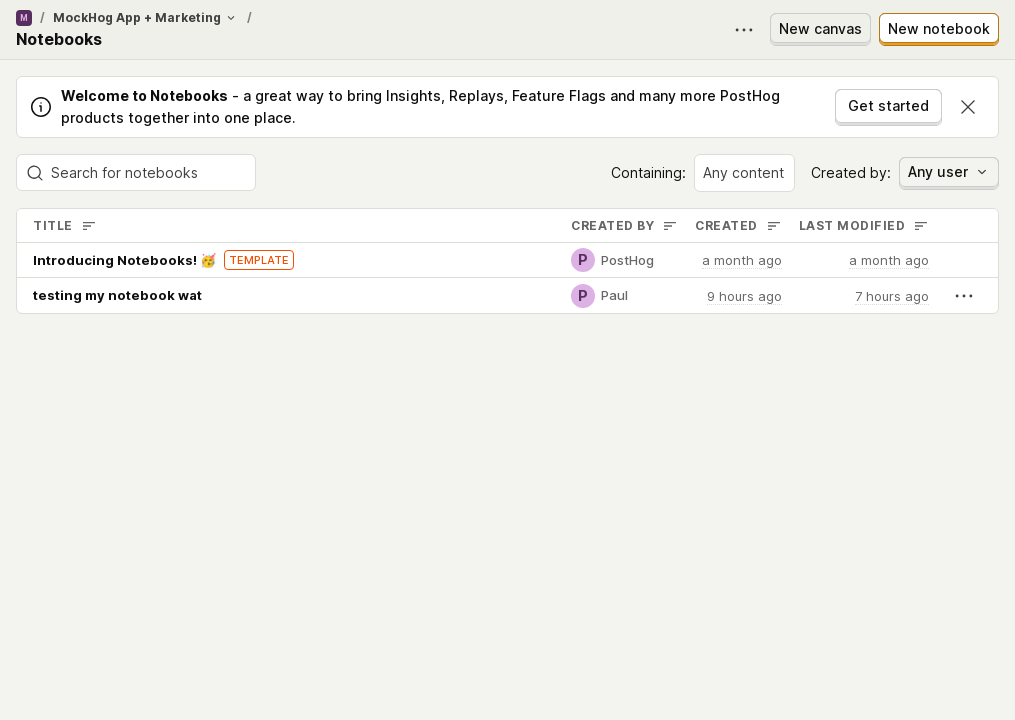 M / MockHog App + Marketing /
Notebooks
New canvas
New notebook
Welcome to Notebooks - a great way to bring Insights, Replays, Feature Flags and many more PostHog
products together into one place.
Get started
Search for notebooks
Containing: Any content
Created by: Any user
TITLE CREATED BY CREATED LAST MODIFIED
Introducing Notebooks! 🥳 TEMPLATE P PostHog a month ago a month ago
testing my notebook wat P Paul 9 hours ago 7 hours ago